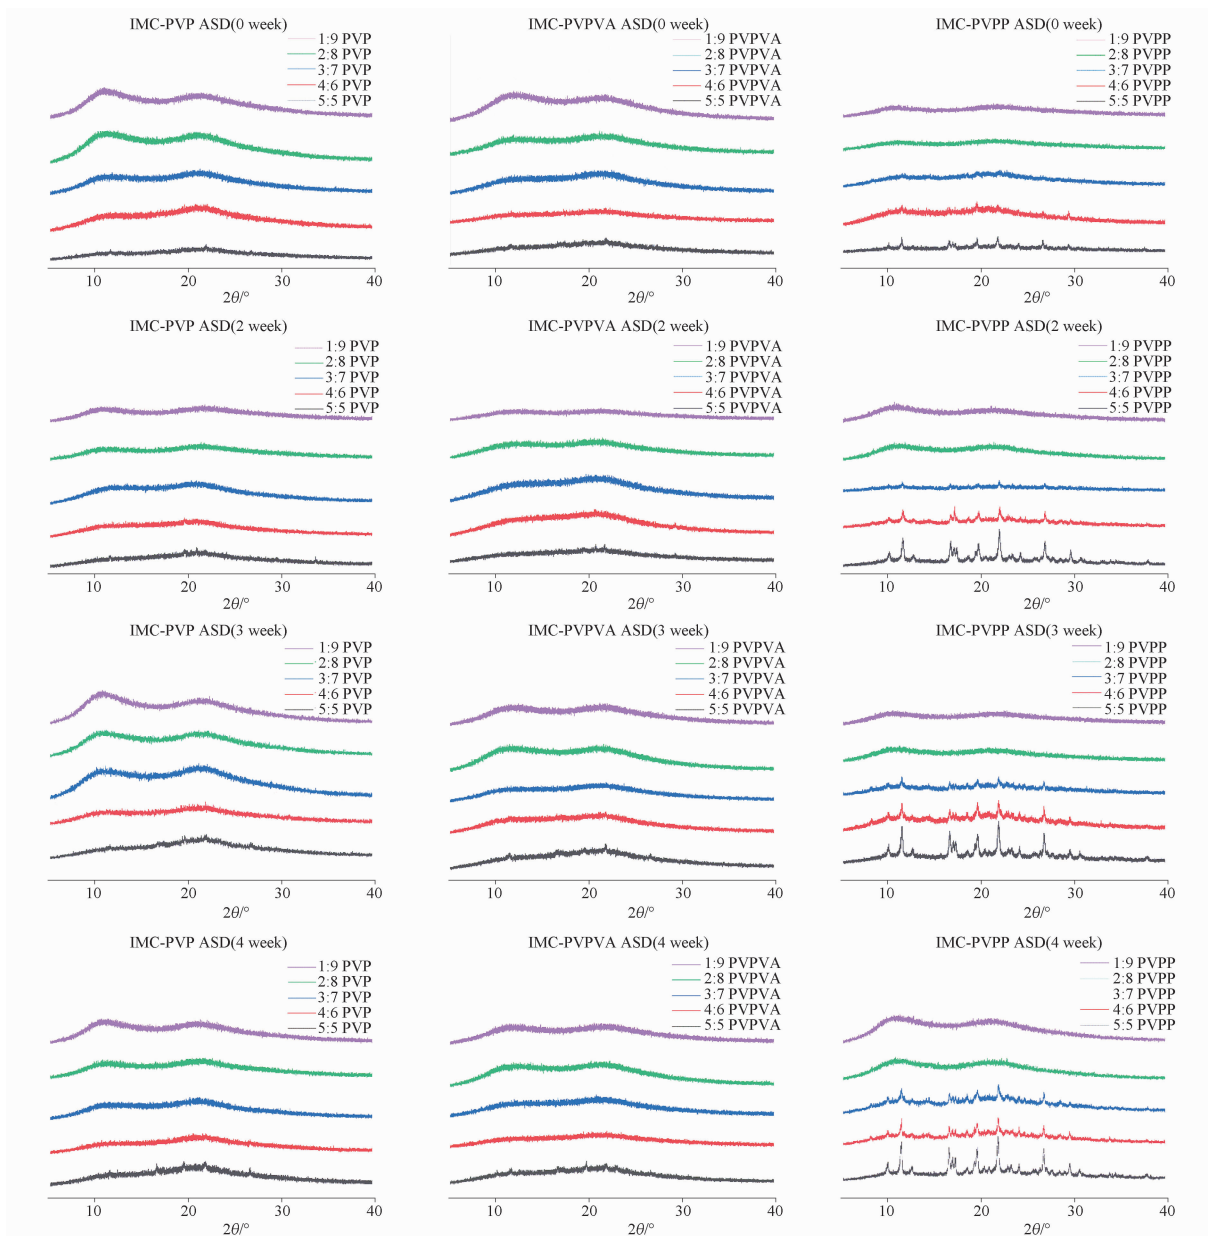 IMC-PVP ASD(0 week)
1:9 PVP
2:8 PVP
3:7 PVP
4:6 PVP
5:5 PVP
10 20 30 40
2θ/°
IMC-PVPVA ASD(0 week)
1:9 PVPVA
2:8 PVPVA
3:7 PVPVA
4:6 PVPVA
5:5 PVPVA
10 20 30 40
2θ/°
IMC-PVPP ASD(0 week)
1:9 PVPP
2:8 PVPP
3:7 PVPP
4:6 PVPP
5:5 PVPP
10 20 30 40
2θ/°
IMC-PVP ASD(2 week)
1:9 PVP
2:8 PVP
3:7 PVP
4:6 PVP
5:5 PVP
10 20 30 40
2θ/°
IMC-PVPVA ASD(2 week)
1:9 PVPVA
2:8 PVPVA
3:7 PVPVA
4:6 PVPVA
5:5 PVPVA
10 20 30 40
2θ/°
IMC-PVPP ASD(2 week)
1:9 PVPP
2:8 PVPP
3:7 PVPP
4:6 PVPP
5:5 PVPP
10 20 30 40
2θ/°
IMC-PVP ASD(3 week)
1:9 PVP
2:8 PVP
3:7 PVP
4:6 PVP
5:5 PVP
10 20 30 40
2θ/°
IMC-PVPVA ASD(3 week)
1:9 PVPVA
2:8 PVPVA
3:7 PVPVA
4:6 PVPVA
5:5 PVPVA
10 20 30 40
2θ/°
IMC-PVPP ASD(3 week)
1:9 PVPP
2:8 PVPP
3:7 PVPP
4:6 PVPP
5:5 PVPP
10 20 30 40
2θ/°
IMC-PVP ASD(4 week)
1:9 PVP
2:8 PVP
3:7 PVP
4:6 PVP
5:5 PVP
10 20 30 40
2θ/°
IMC-PVPVA ASD(4 week)
1:9 PVPVA
2:8 PVPVA
3:7 PVPVA
4:6 PVPVA
5:5 PVPVA
10 20 30 40
2θ/°
IMC-PVPP ASD(4 week)
1:9 PVPP
2:8 PVPP
3:7 PVPP
4:6 PVPP
5:5 PVPP
10 20 30 40
2θ/°